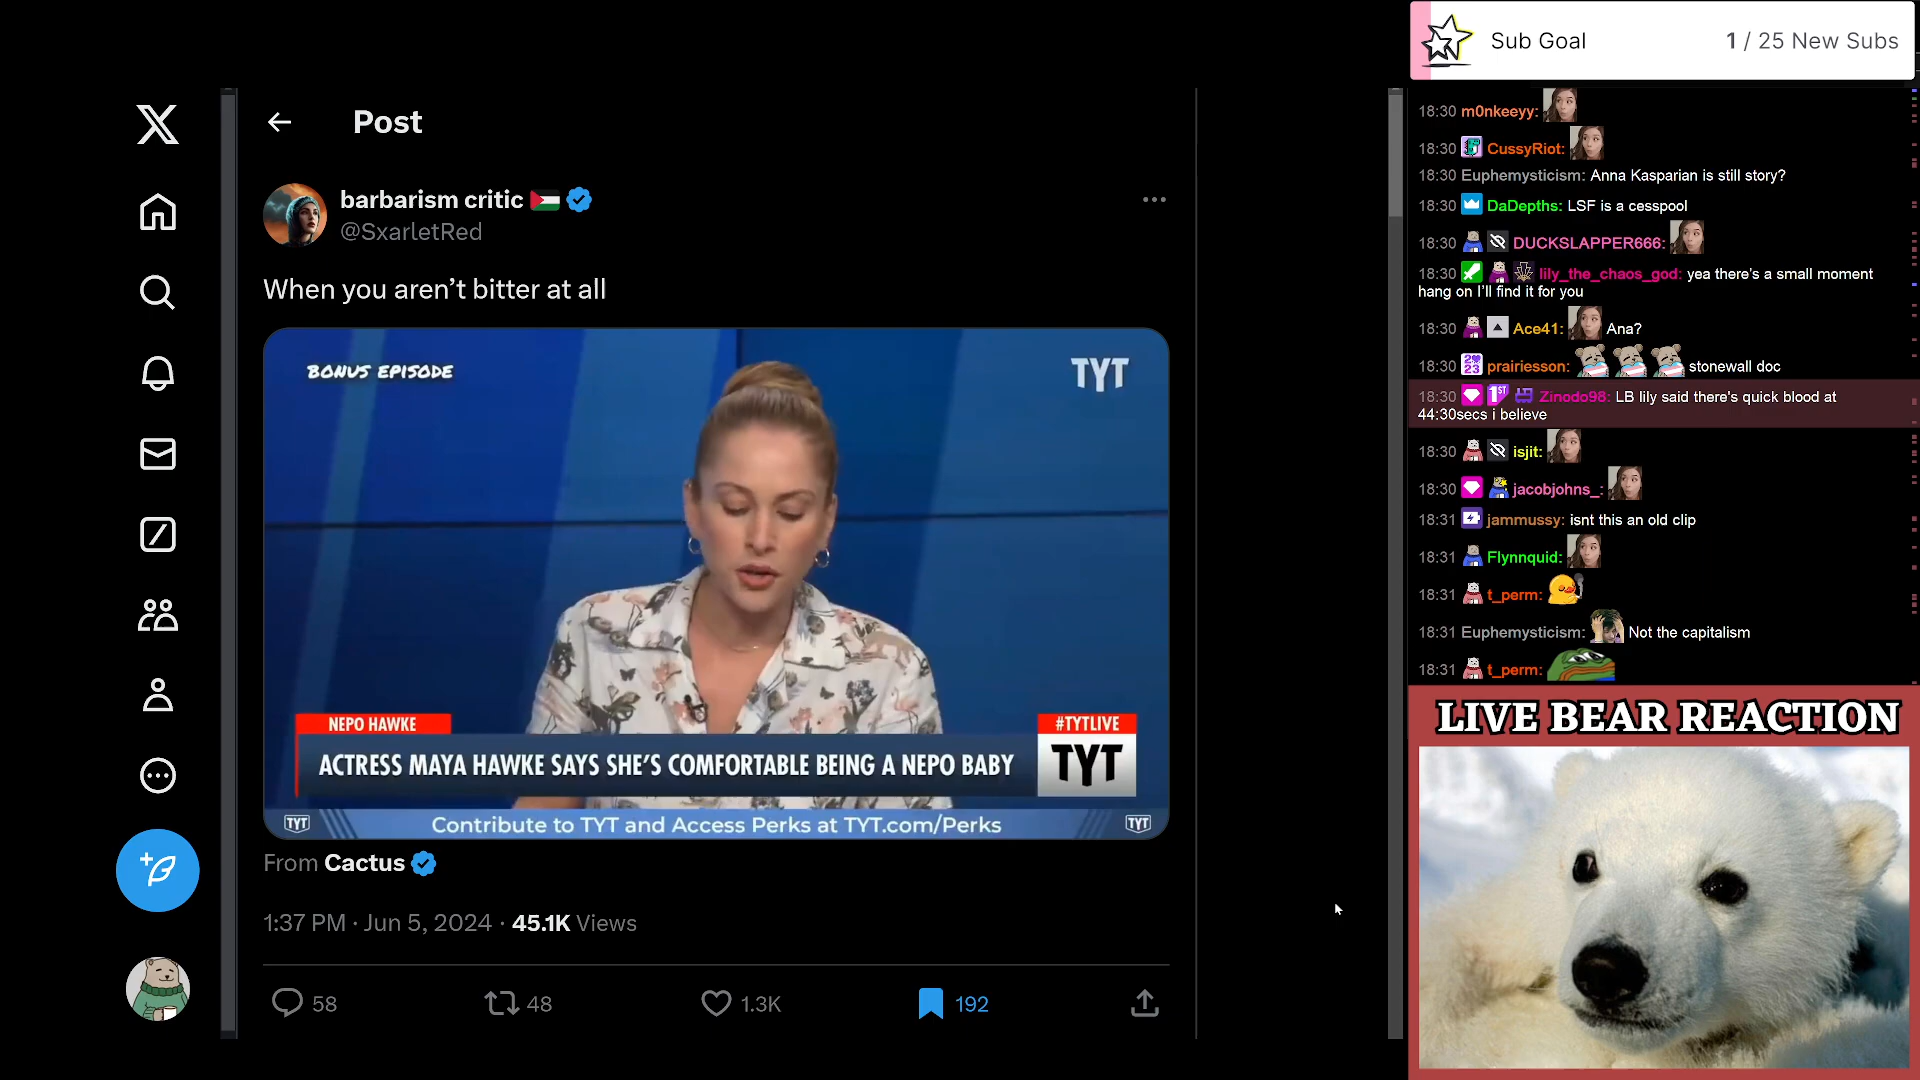 Sub Goal 1 / 25 New Subs
Post
barbarism critic
@SxarletRed
When you aren’t bitter at all
BONUS EPISODE
TYT
NEPO HAWKE
#TYTLIVE
ACTRESS MAYA HAWKE SAYS SHE'S COMFORTABLE BEING A NEPO BABY
TYT
TYT
Contribute to TYT and Access Perks at TYT.com/Perks
TYT
From Cactus
1:37 PM · Jun 5, 2024 · 45.1K Views
58
48
1.3K
192
18:30 m0nkeeyy:
18:30 CussyRiot:
18:30 Euphemysticism: Anna Kasparian is still story?
18:30 DaDepths: LSF is a cesspool
18:30 DUCKSLAPPER666:
18:30 lily_the_chaos_god: yea there's a small moment
hang on I'll find it for you
18:30 Ace41: Ana?
18:30 prairiesson: stonewall doc
18:30 1ST Zinodo98: LB lily said there's quick blood at
44:30secs i believe
18:30 isjit:
18:30 jacobjohns_:
18:31 jammussy: isnt this an old clip
18:31 Flynnquid:
18:31 t_perm:
18:31 Euphemysticism: Not the capitalism
18:31 t_perm:
LIVE BEAR REACTION